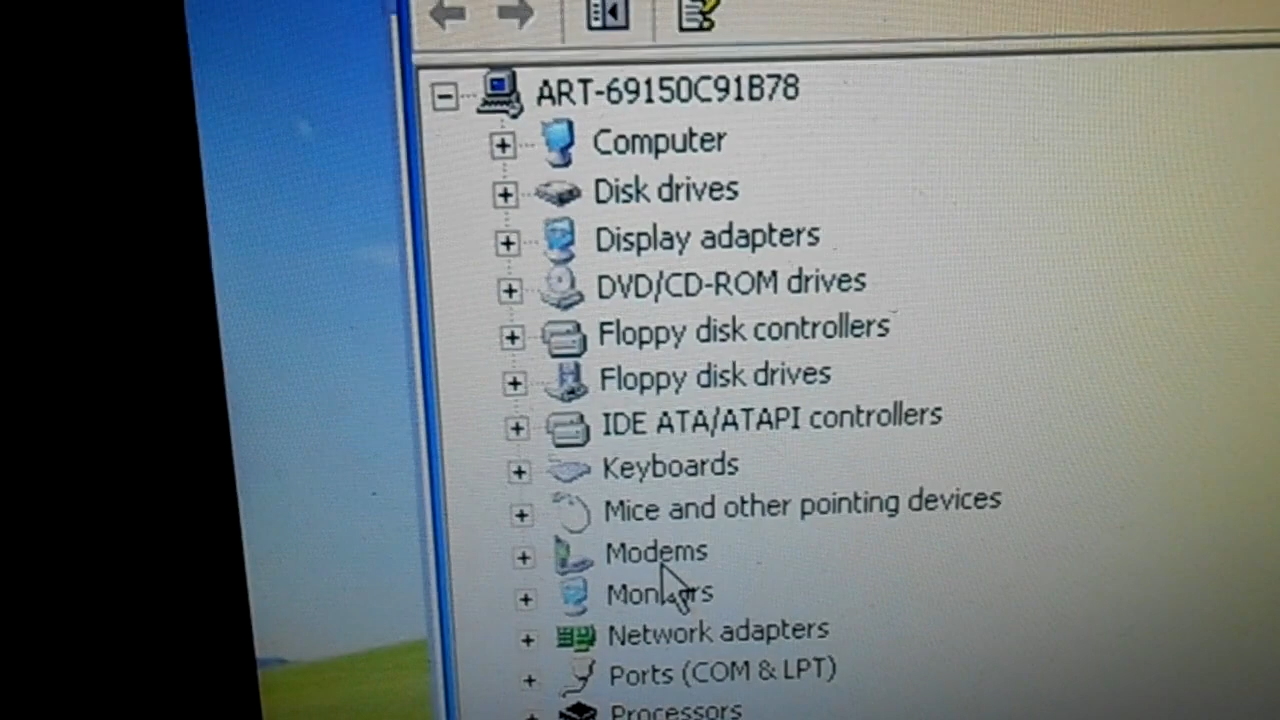 ART-69150C91B78
Computer
Disk drives
Display adapters
DVD/CD-ROM drives
Floppy disk controllers
Floppy disk drives
IDE ATA/ATAPI controllers
Keyboards
Mice and other pointing devices
Modems
Monitors
Network adapters
Ports (COM & LPT)
Processors